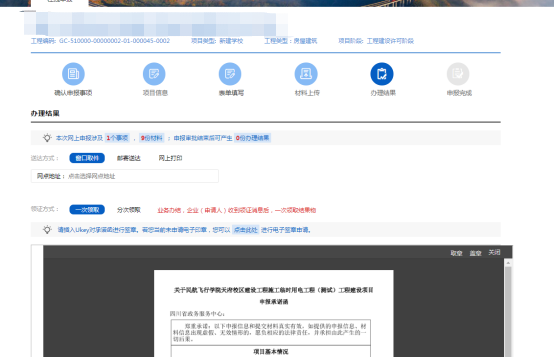 工程编码: GC-510000-00000002-01-000045-0002 项目类型: 新建学校 工程类型: 房屋建筑 项目阶段: 工程建设许可阶段
确认申报事项 项目信息 表单填写 材料上传 办理结果 申报完成
办理结果
本次网上申报涉及 1个事项 , 9份材料 ; 申报审批结束后可产生 0份办理结果
送达方式: 窗口取件 邮寄送达 网上打印
网点地址: 点击选择网点地址
领证方式: 一次领取 分次领取 业务办结,企业(申请人)收到领证消息后,一次领取结果物
请插入Ukey对承诺函进行签章。若您当前未申请电子印章,您可以 点击此处 进行电子签章申请。
取章 盖章 关闭
关于民航飞行学院天府校区建设工程施工临时用电工程(测试)工程建设项目
申报承诺函
四川省政务服务中心:
郑重承诺:以下申报信息和提交材料真实有效,如提供的申报信息、材
料信息出现虚假、无效情形的,愿负相应的法律责任,并承担由此产生的一
切后果。
项目基本情况